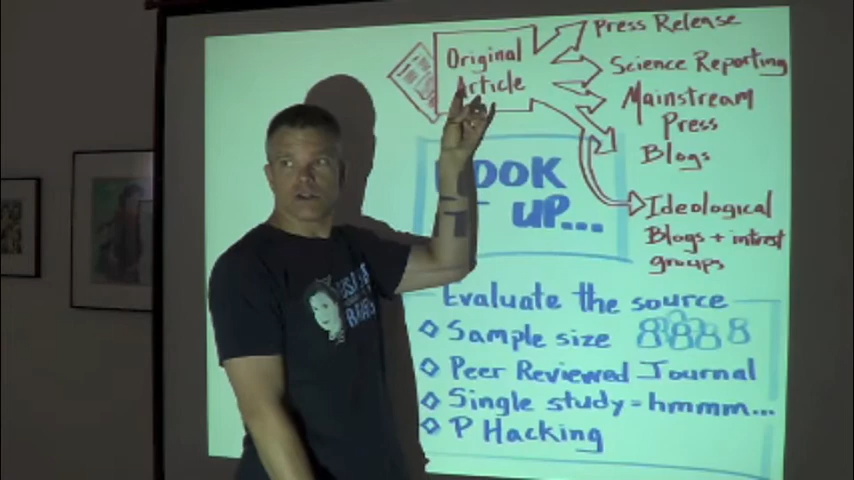 Original
Article
Press Release
Science Reporting
Mainstream
Press
Blogs
Ideological
Blogs + intrest
groups
UP...
Evaluate the source
Sample size
Peer Reviewed Journal
Single study = hmmm...
P Hacking